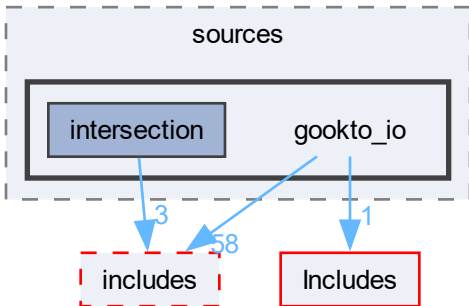 sources
intersection
gookto_io
3
58
1
includes
Includes